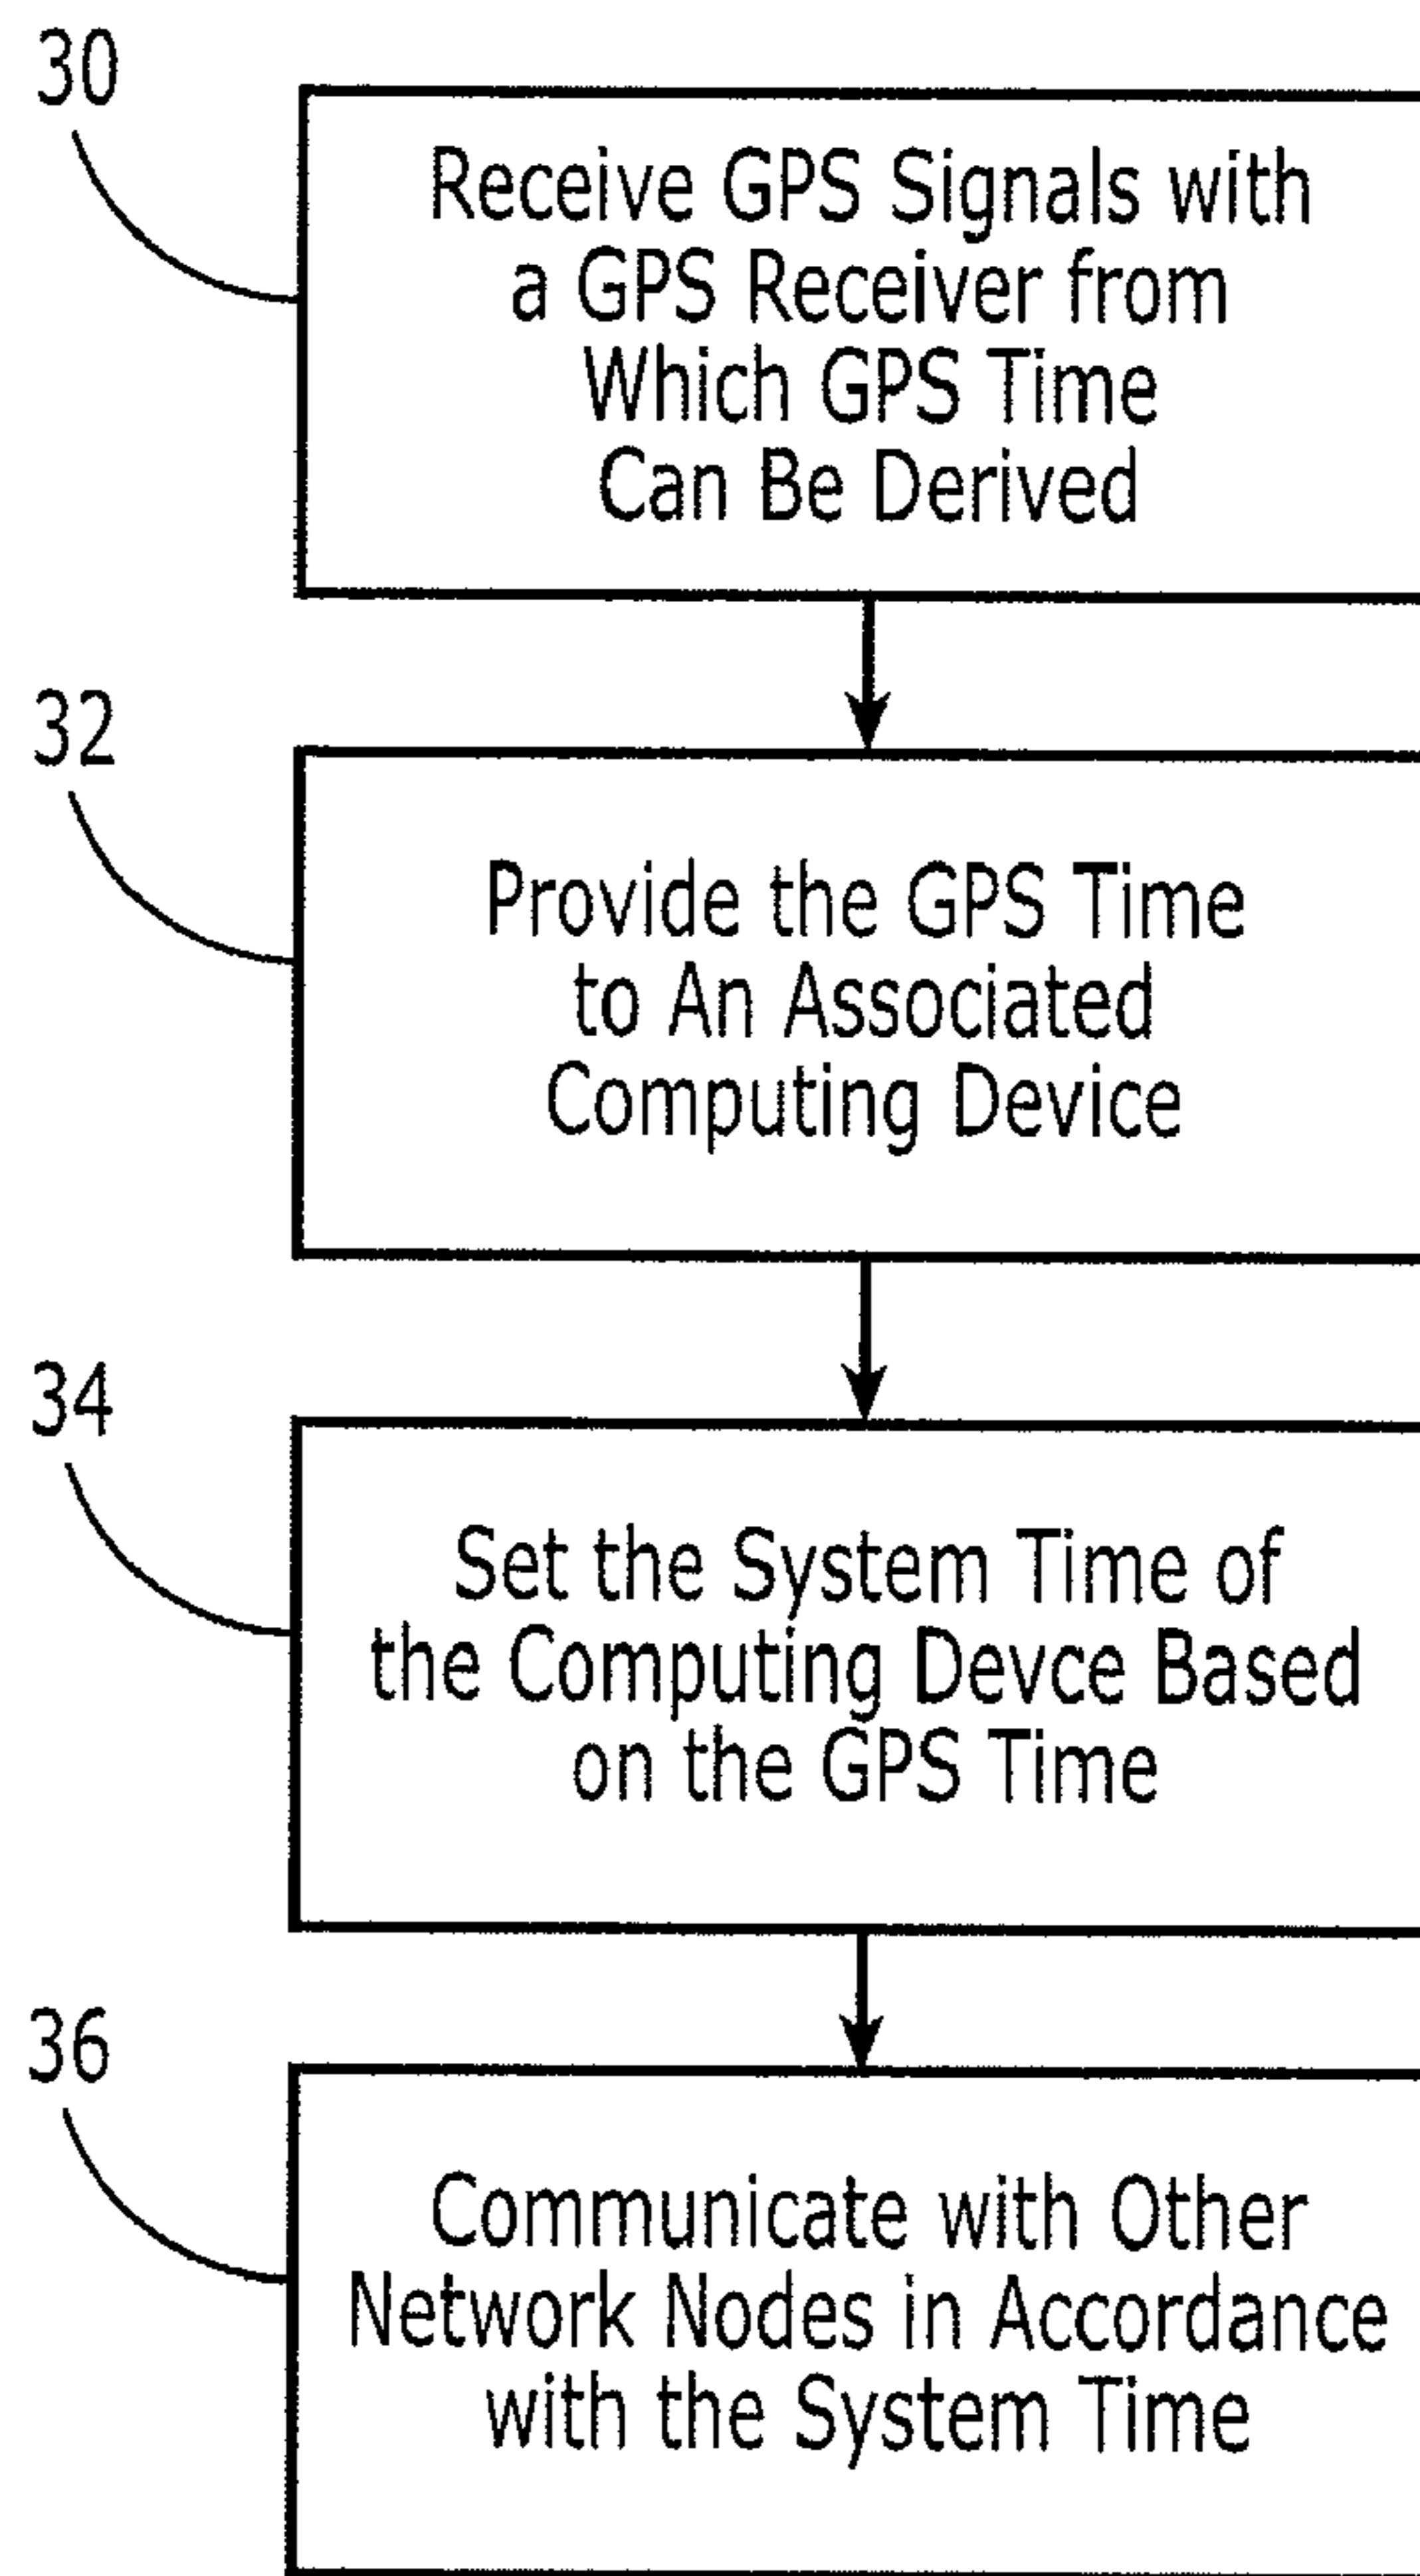 30
Receive GPS Signals with
a GPS Receiver from
Which GPS Time
Can Be Derived
32
Provide the GPS Time
to An Associated
Computing Device
34
Set the System Time of
the Computing Devce Based
on the GPS Time
36
Communicate with Other
Network Nodes in Accordance
with the System Time